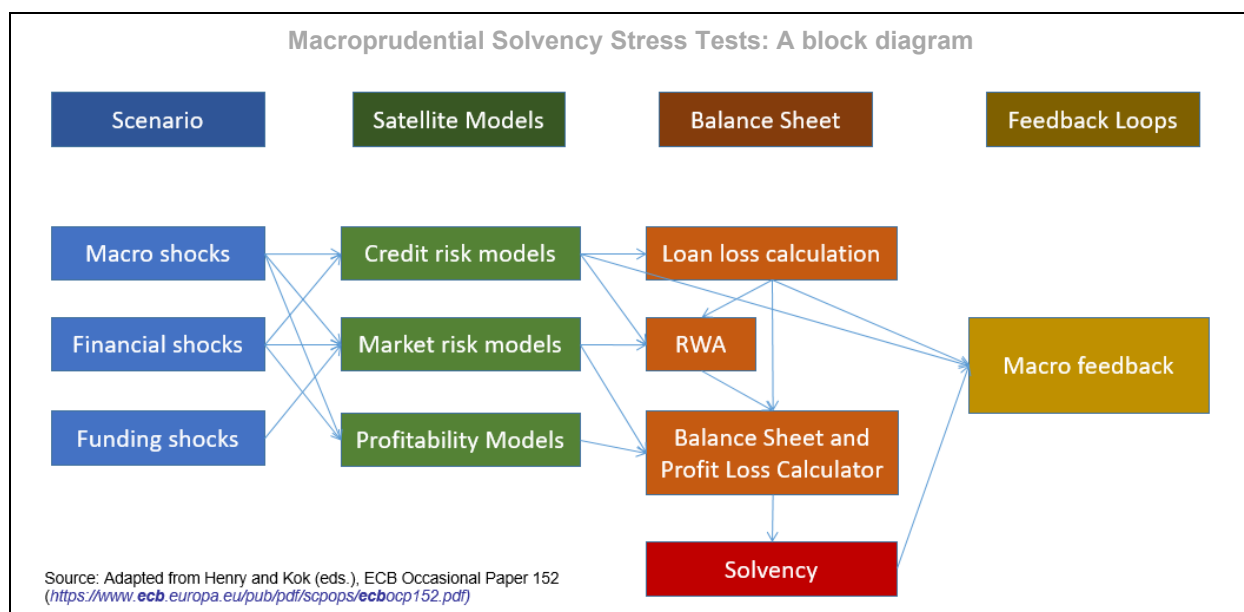 Macroprudential Solvency Stress Tests: A block diagram
Scenario
Satellite Models
Balance Sheet
Feedback Loops
Macro shocks
Credit risk models
Loan loss calculation
Financial shocks
Market risk models
RWA
Macro feedback
Funding shocks
Profitability Models
Balance Sheet and
Profit Loss Calculator
Solvency
Source: Adapted from Henry and Kok (eds.), ECB Occasional Paper 152
(https://www.ecb.europa.eu/pub/pdf/scpops/ecbocp152.pdf)